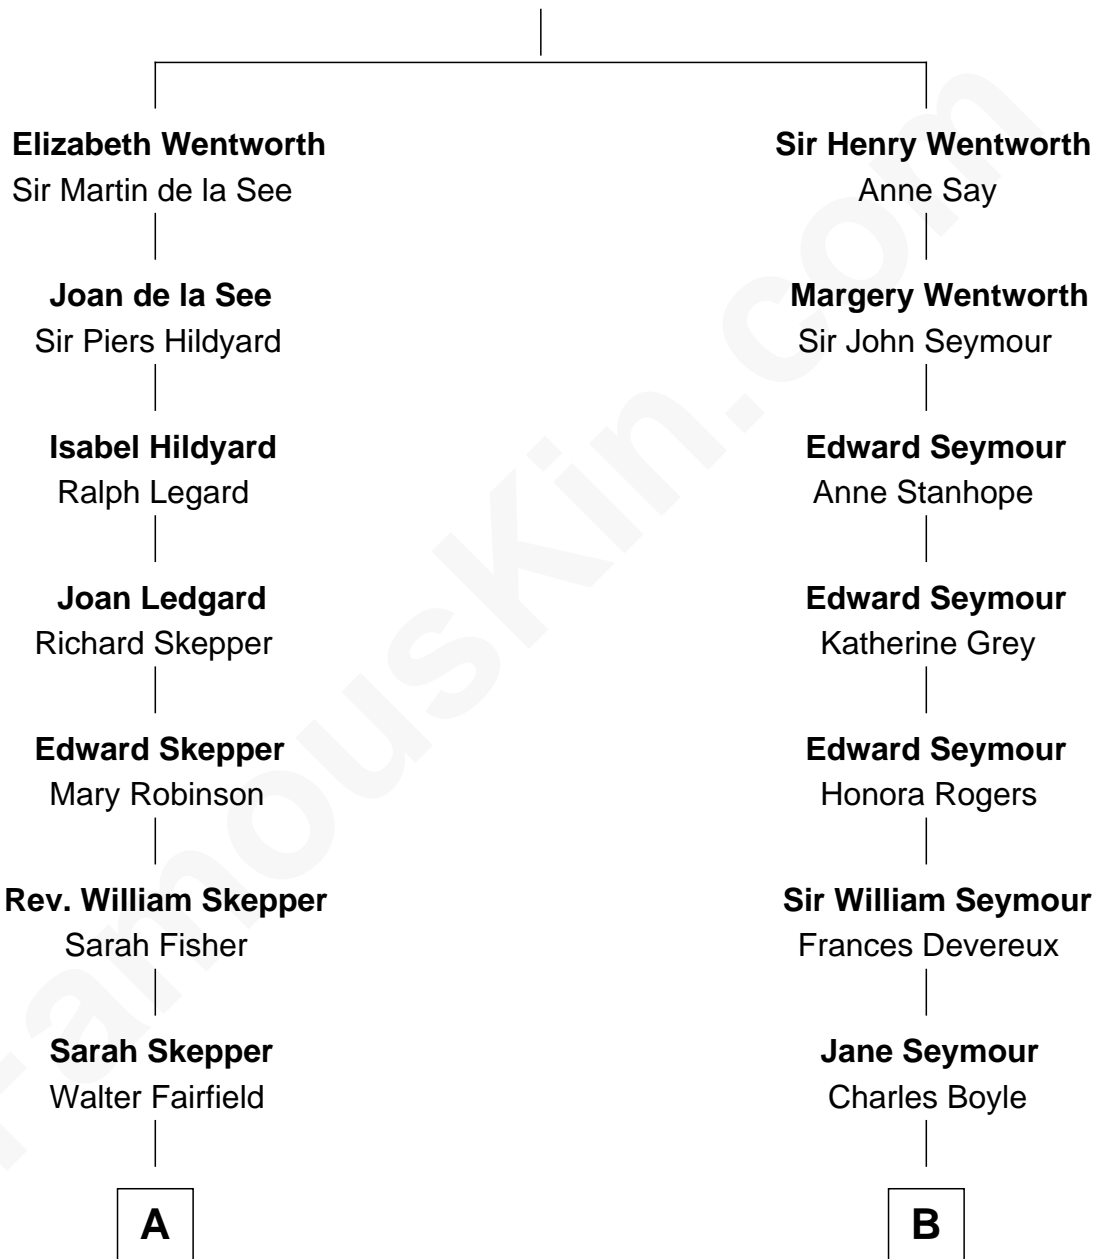 Elizabeth Wentworth
Sir Martin de la See
Sir Henry Wentworth
Anne Say
Joan de la See
Sir Piers Hildyard
Margery Wentworth
Sir John Seymour
Isabel Hildyard
Ralph Legard
Edward Seymour
Anne Stanhope
Joan Ledgard
Richard Skepper
Edward Seymour
Katherine Grey
Edward Skepper
Mary Robinson
Edward Seymour
Honora Rogers
Rev. William Skepper
Sarah Fisher
Sir William Seymour
Frances Devereux
Sarah Skepper
Walter Fairfield
Jane Seymour
Charles Boyle
A
B
FamousKin.com